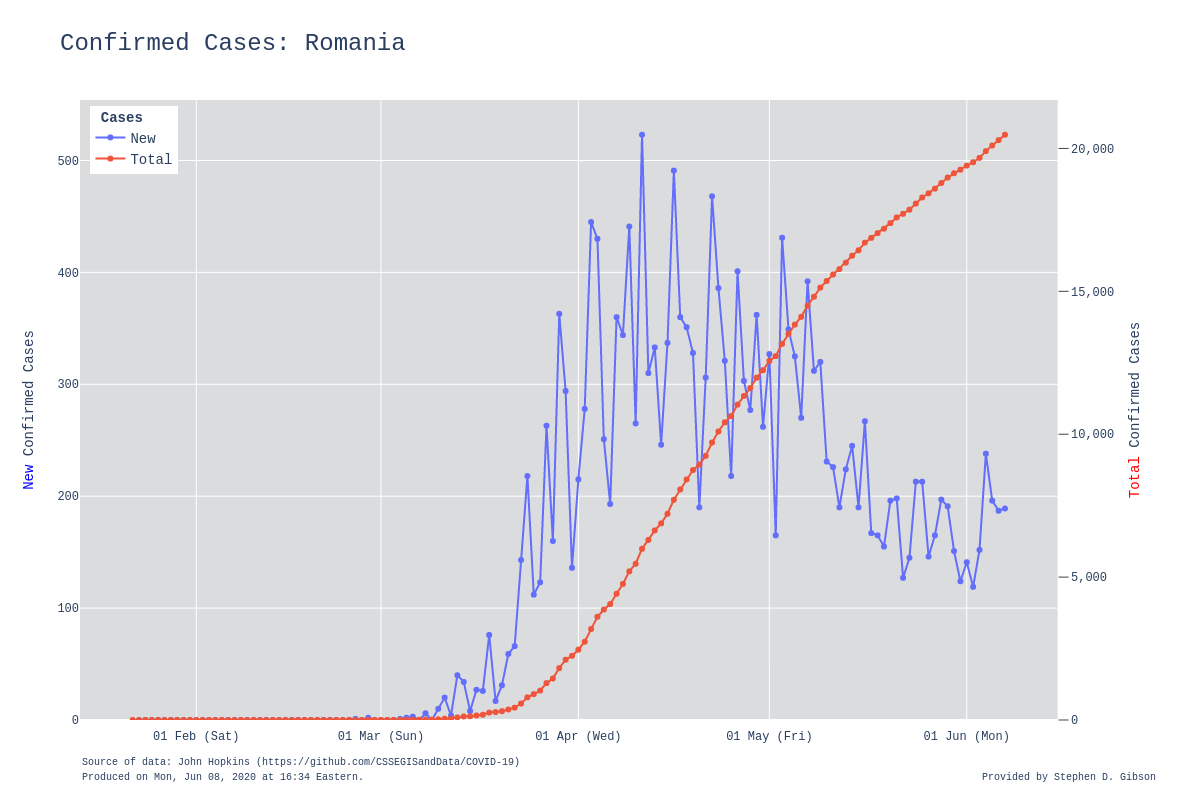 Confirmed Cases: Romania
Cases
New
Total
500
400
300
200
100
0
20,000
15,000
10,000
5,000
0
New Confirmed Cases
Total Confirmed Cases
01 Feb (Sat)
01 Mar (Sun)
01 Apr (Wed)
01 May (Fri)
01 Jun (Mon)
Source of data: John Hopkins (https://github.com/CSSEGISandData/COVID-19)
Produced on Mon, Jun 08, 2020 at 16:34 Eastern.
Provided by Stephen D. Gibson